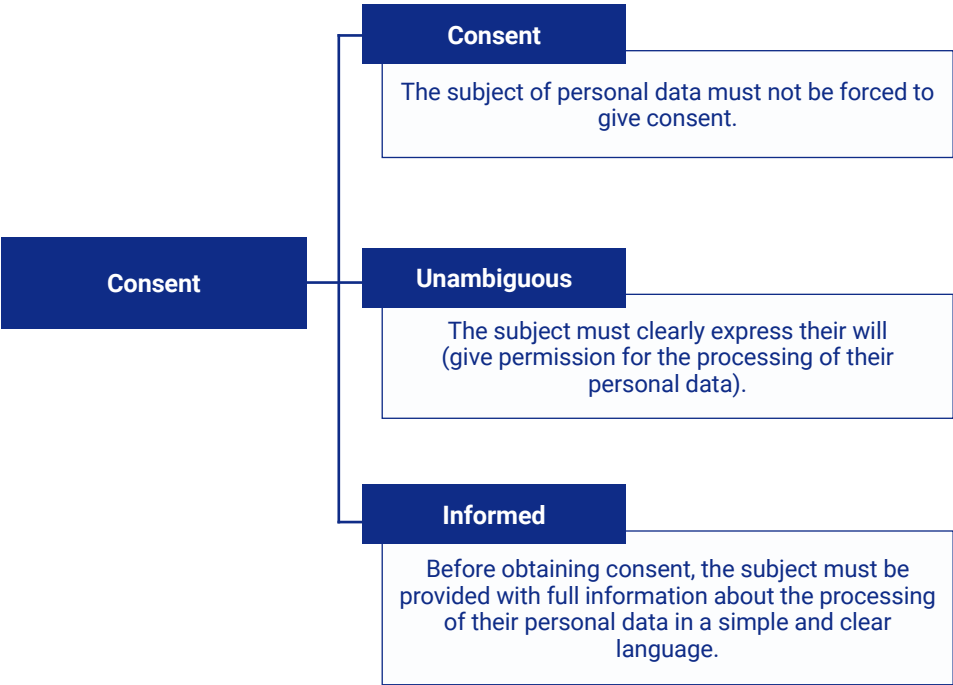 Consent
Consent
The subject of personal data must not be forced to
give consent.
Unambiguous
The subject must clearly express their will
(give permission for the processing of their
personal data).
Informed
Before obtaining consent, the subject must be
provided with full information about the processing
of their personal data in a simple and clear
language.